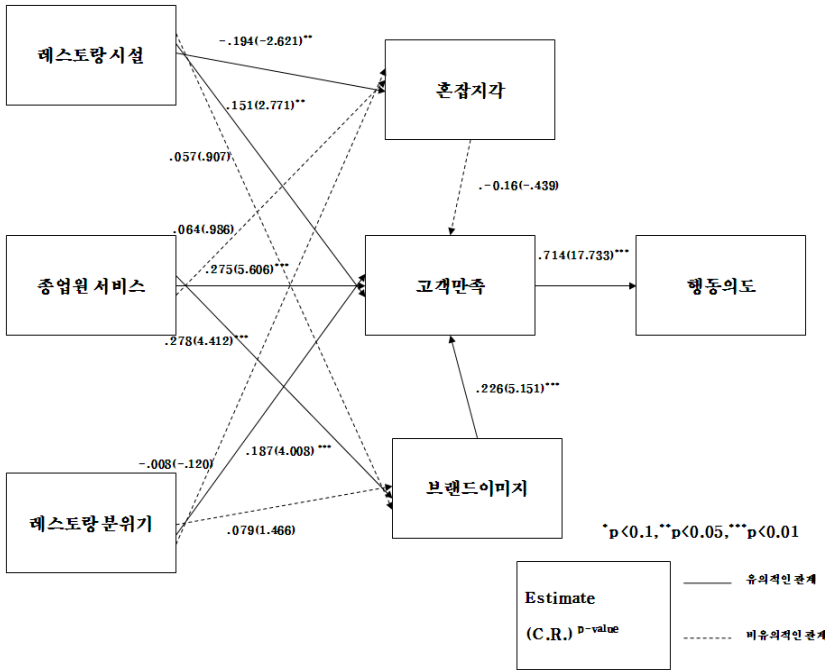 레스토랑 시설
-.194(-2.621)**
혼잡지각
.151(2.771)**
.057(.907)
.-0.16(-.439)
.064(.986)
종업원 서비스
.275(5.606)***
고객만족
.714(17.733)***
행동의도
.278(4.412)***
.226(5.151)***
-.008(-.120)
.187(4.008)***
레스토랑 분위기
브랜드이미지
.079(1.466)
*p<0.1,**p<0.05,***p<0.01
Estimate
(C.R.) p-value
유의적인 관계
비유의적인 관계